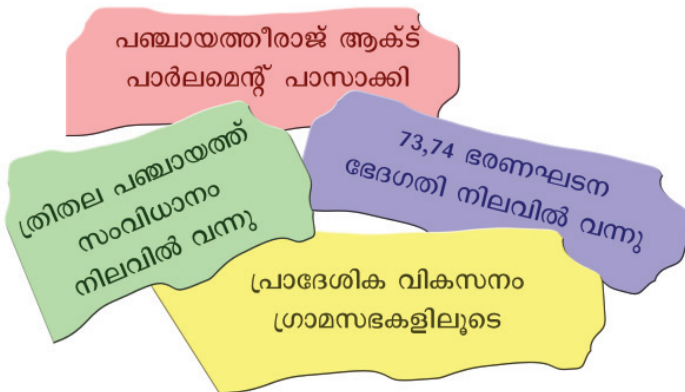 പഞ്ചായത്തീരാജ് ആക്ട്
പാർലമെന്റ് പാസാക്കി
ത്രിതല പഞ്ചായത്ത്
സംവിധാനം
നിലവിൽ വന്നു
73,74 ഭരണഘടന
ഭേദഗതി നിലവിൽ വന്നു
പ്രാദേശിക വികസനം
ഗ്രാമസഭകളിലൂടെ